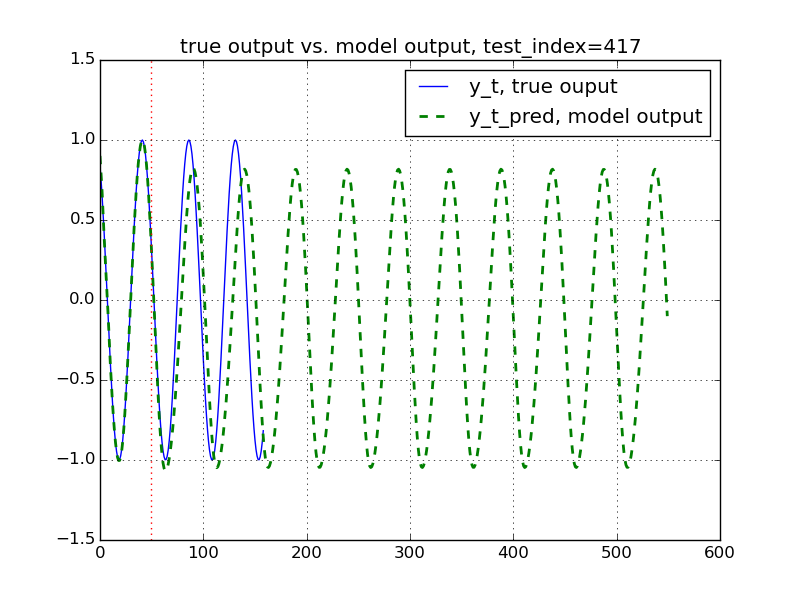 true output vs. model output, test_index=417
y_t, true ouput
y_t_pred, model output
1.5
1.0
0.5
0.0
−0.5
−1.0
−1.5
0 100 200 300 400 500 600